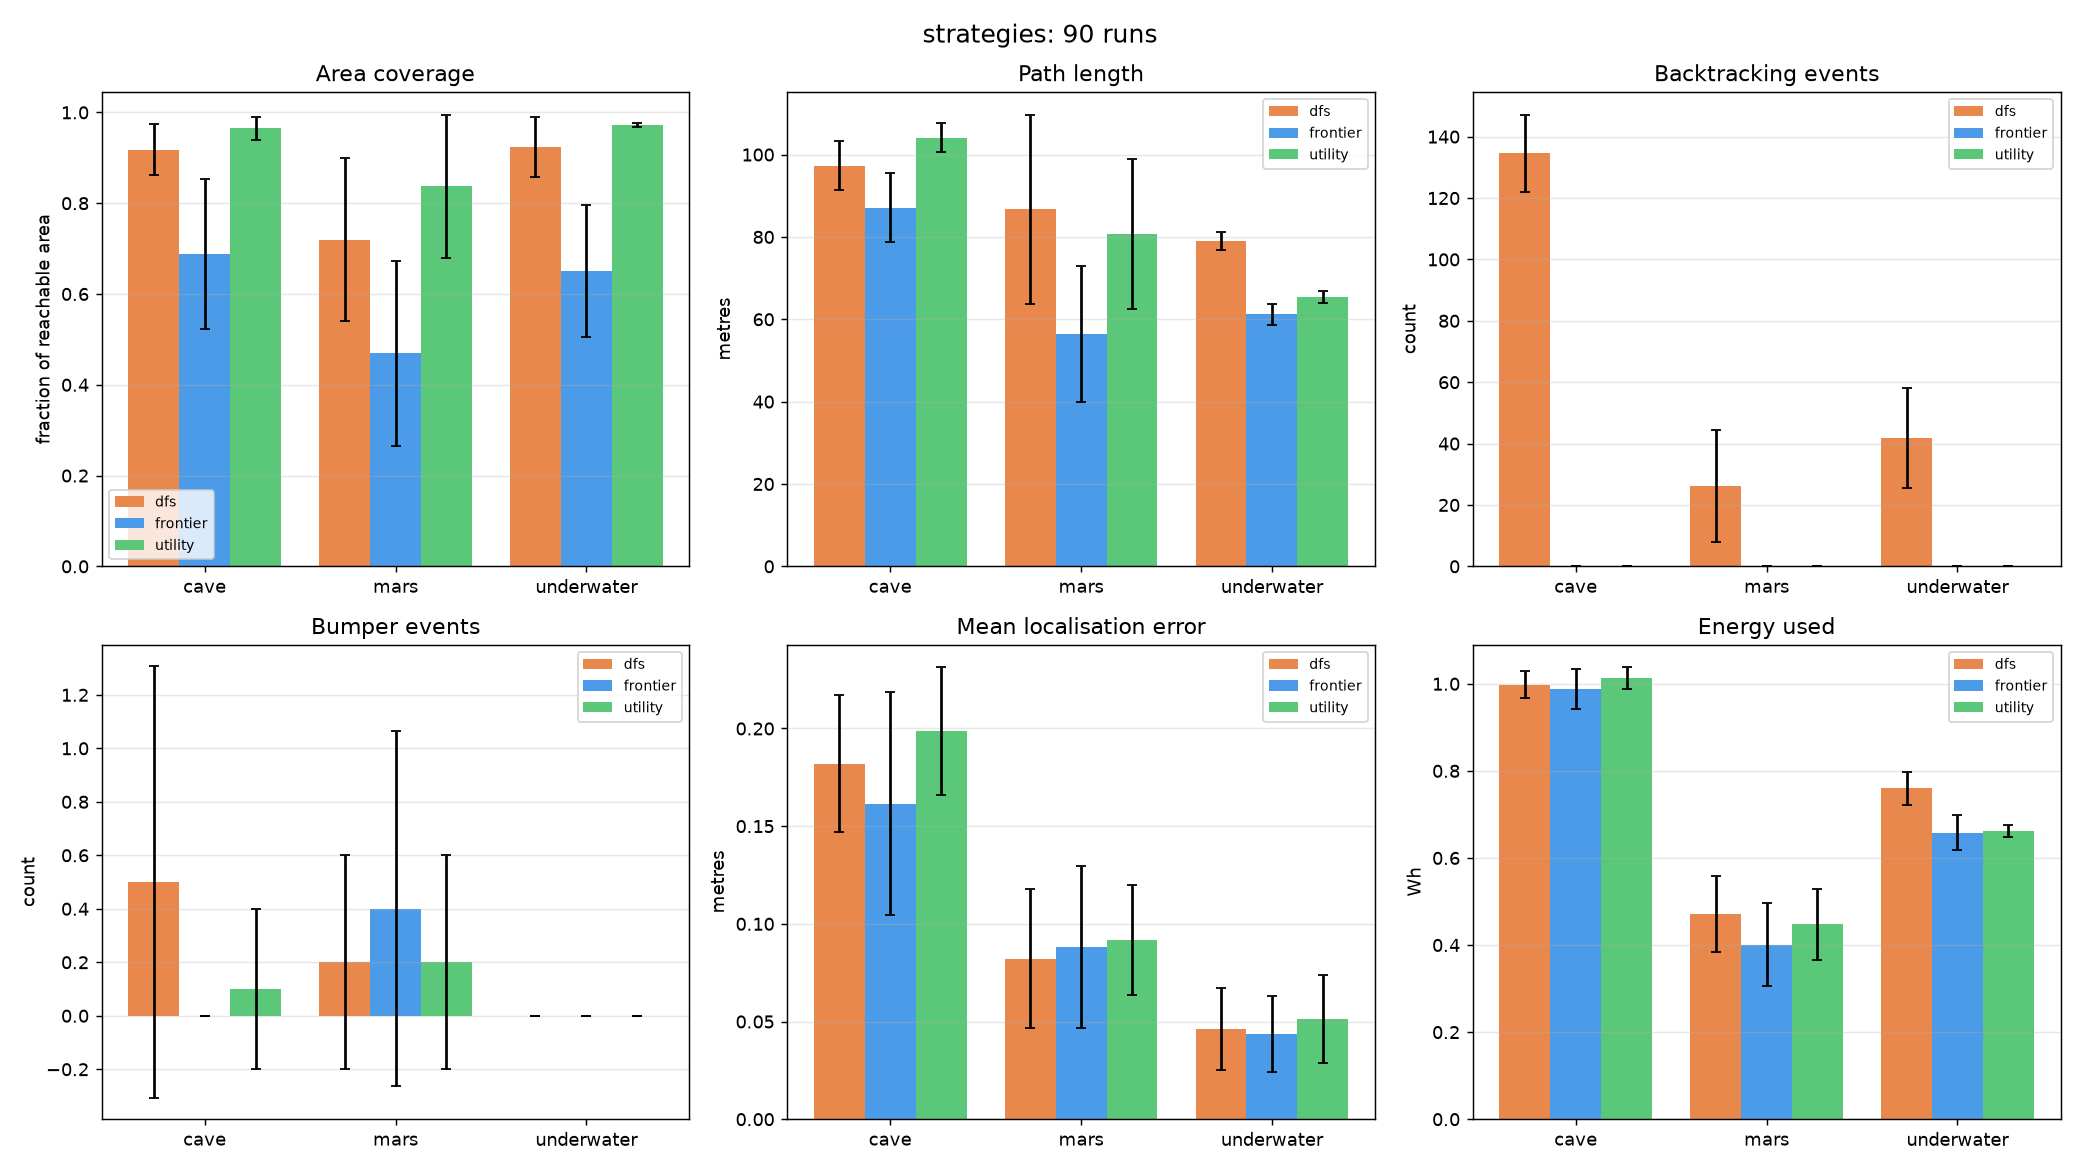 strategies: 90 runs
Area coverage
fraction of reachable area
1.0
0.8
0.6
0.4
0.2
0.0
dfs
frontier
utility
cave mars underwater
Path length
metres
100
80
60
40
20
0
dfs
frontier
utility
cave mars underwater
Backtracking events
count
140
120
100
80
60
40
20
0
dfs
frontier
utility
cave mars underwater
Bumper events
count
1.2
1.0
0.8
0.6
0.4
0.2
0.0
−0.2
dfs
frontier
utility
cave mars underwater
Mean localisation error
metres
0.20
0.15
0.10
0.05
0.00
dfs
frontier
utility
cave mars underwater
Energy used
Wh
1.0
0.8
0.6
0.4
0.2
0.0
dfs
frontier
utility
cave mars underwater